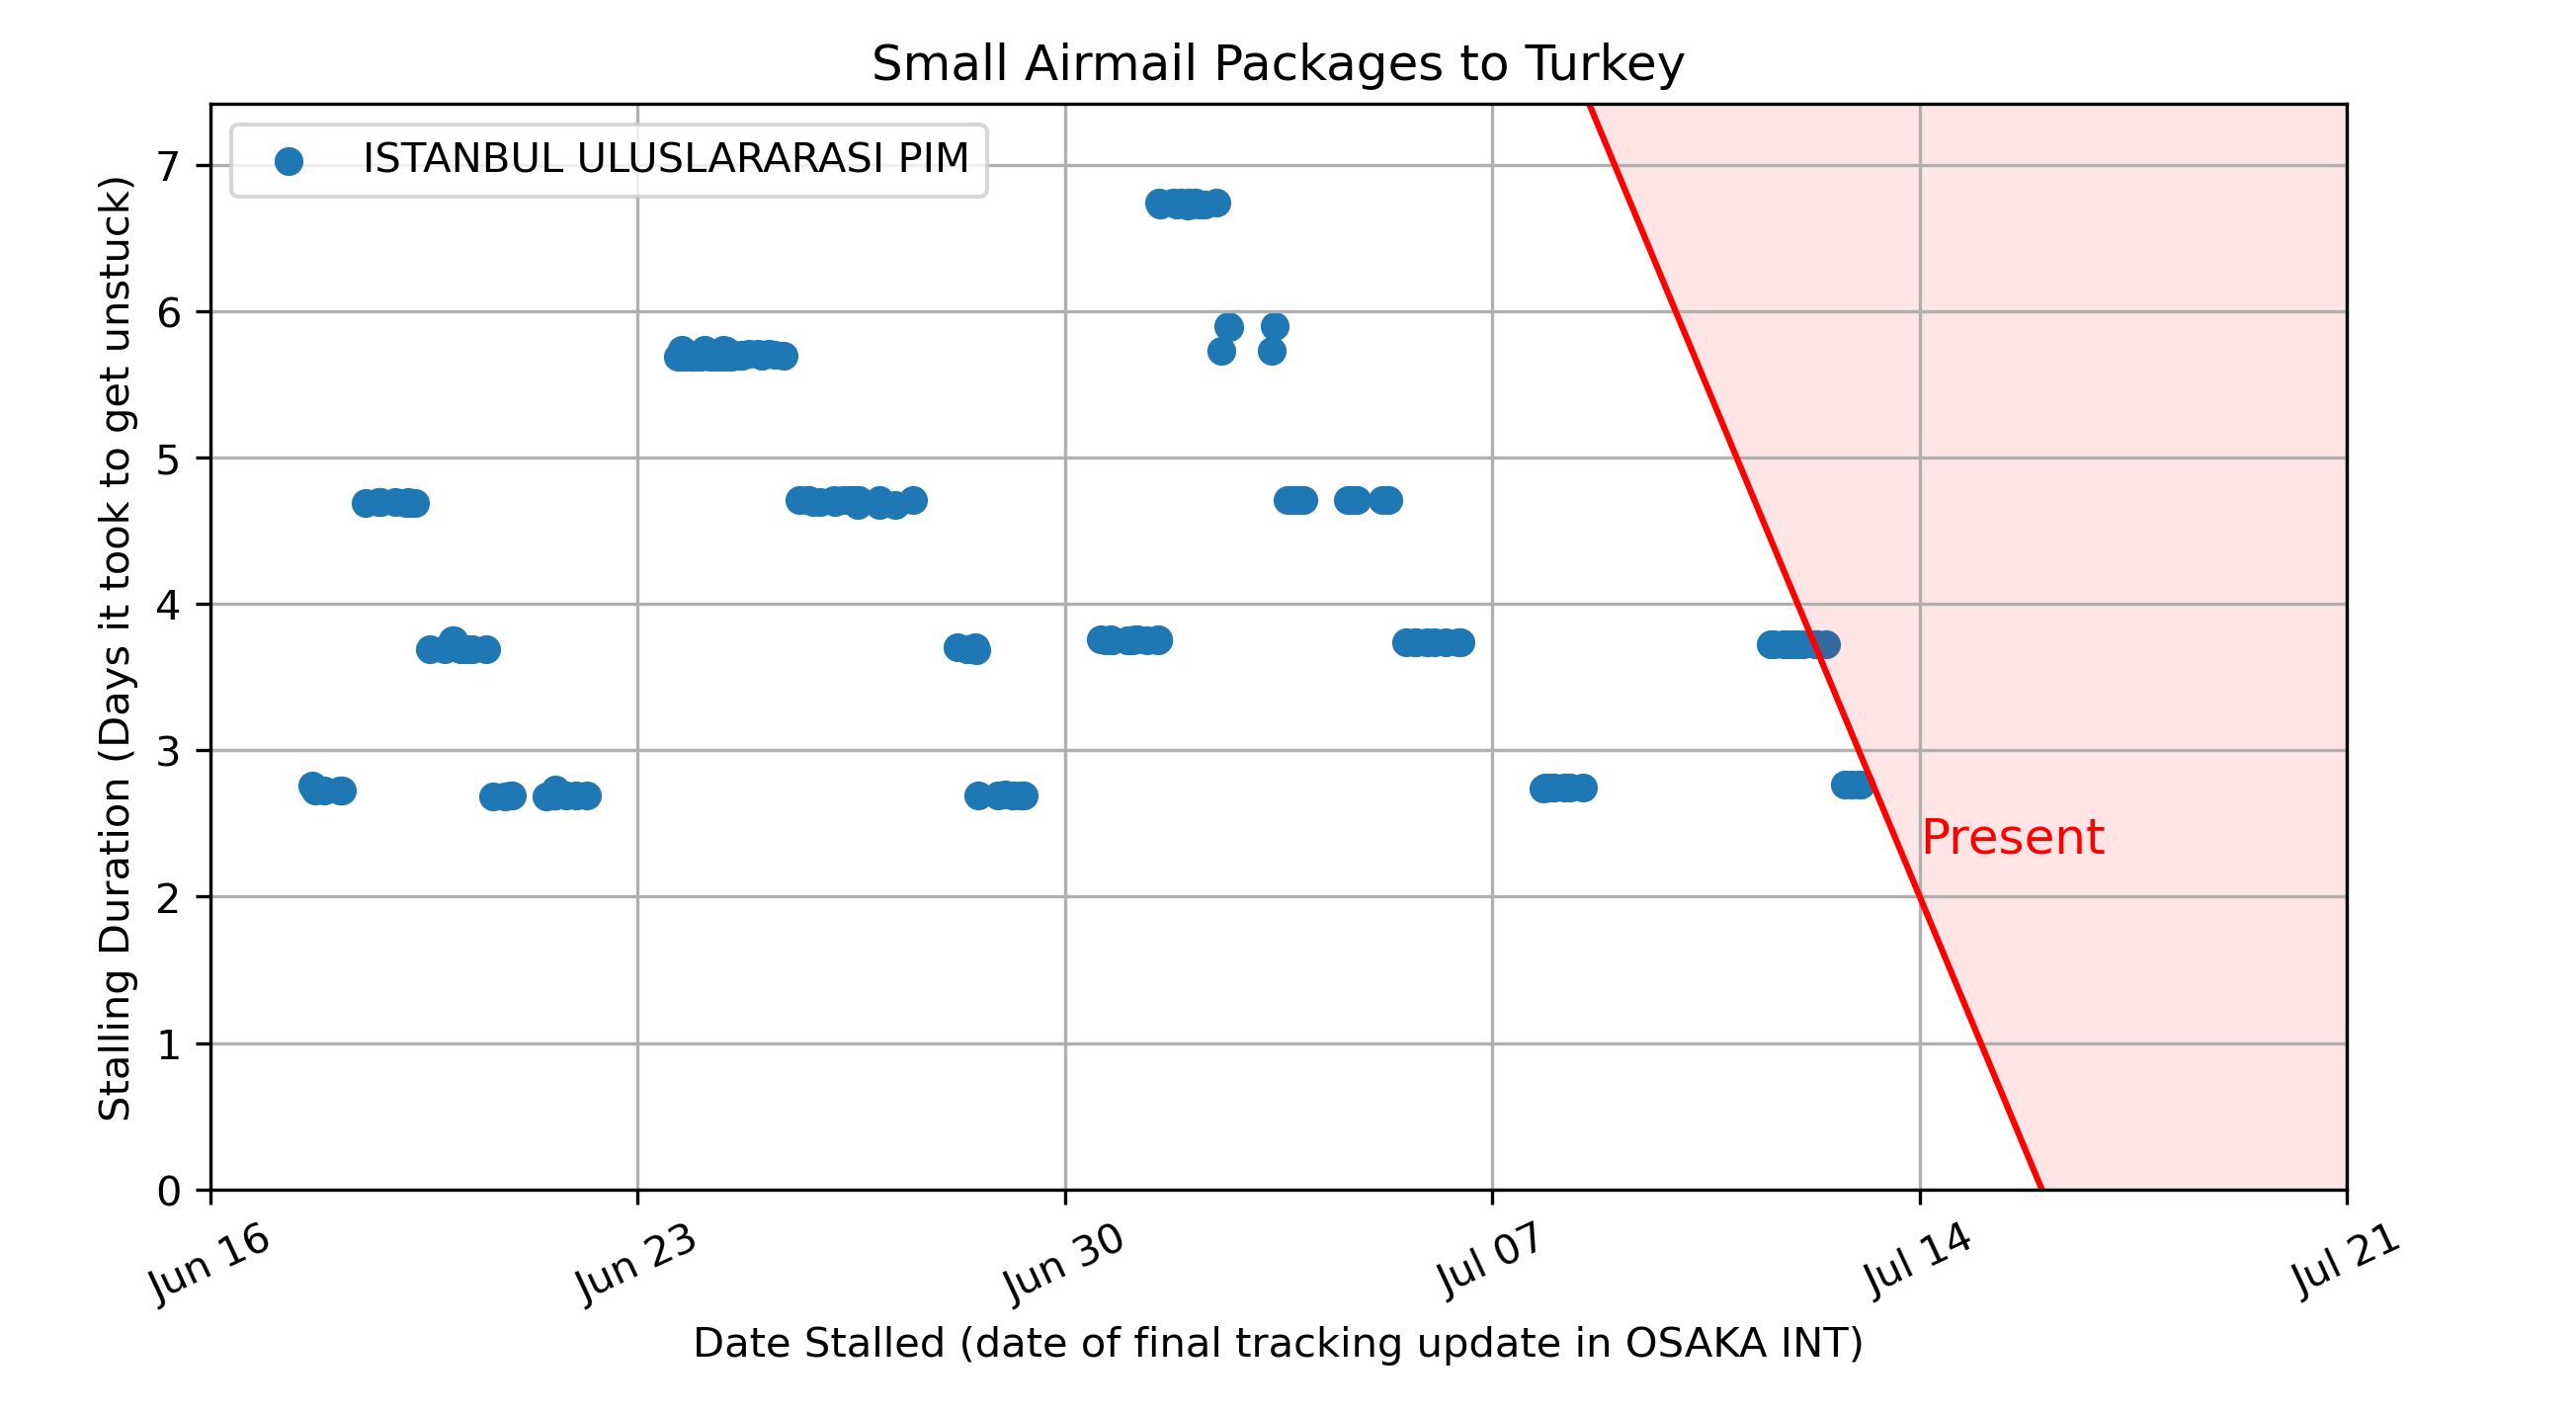 Small Airmail Packages to Turkey
ISTANBUL ULUSLARARASI PIM
Stalling Duration (Days it took to get unstuck)
7
6
5
4
3
2
1
0
Present
Jun 16
Jun 23
Jun 30
Jul 07
Jul 14
Jul 21
Date Stalled (date of final tracking update in OSAKA INT)